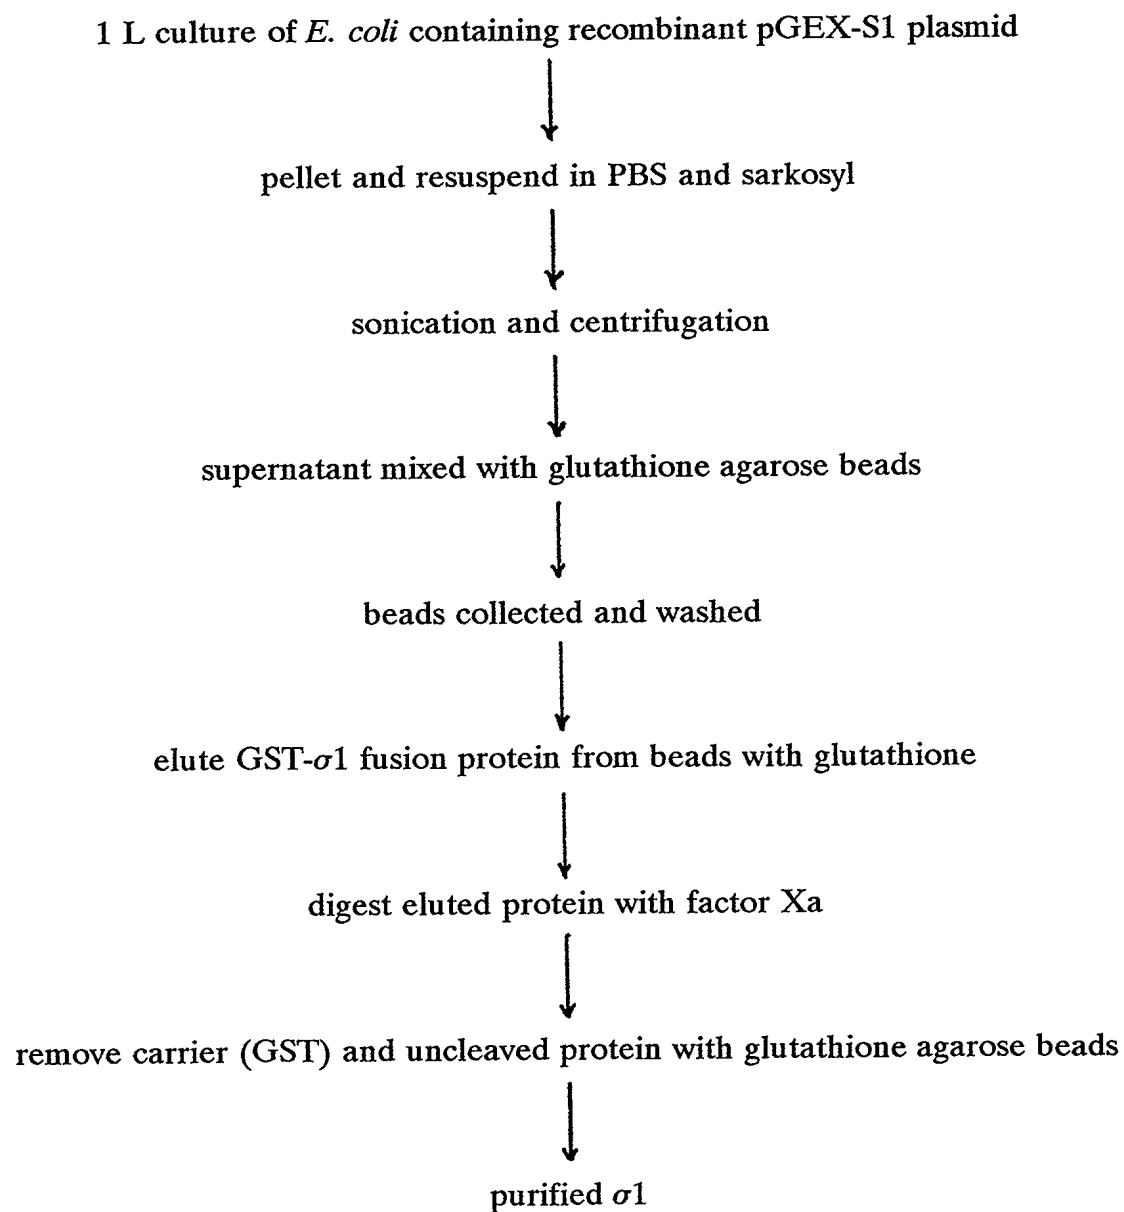 1 L culture of E. coli containing recombinant pGEX-S1 plasmid
pellet and resuspend in PBS and sarkosyl
sonication and centrifugation
supernatant mixed with glutathione agarose beads
beads collected and washed
elute GST-σ1 fusion protein from beads with glutathione
digest eluted protein with factor Xa
remove carrier (GST) and uncleaved protein with glutathione agarose beads
purified σ1